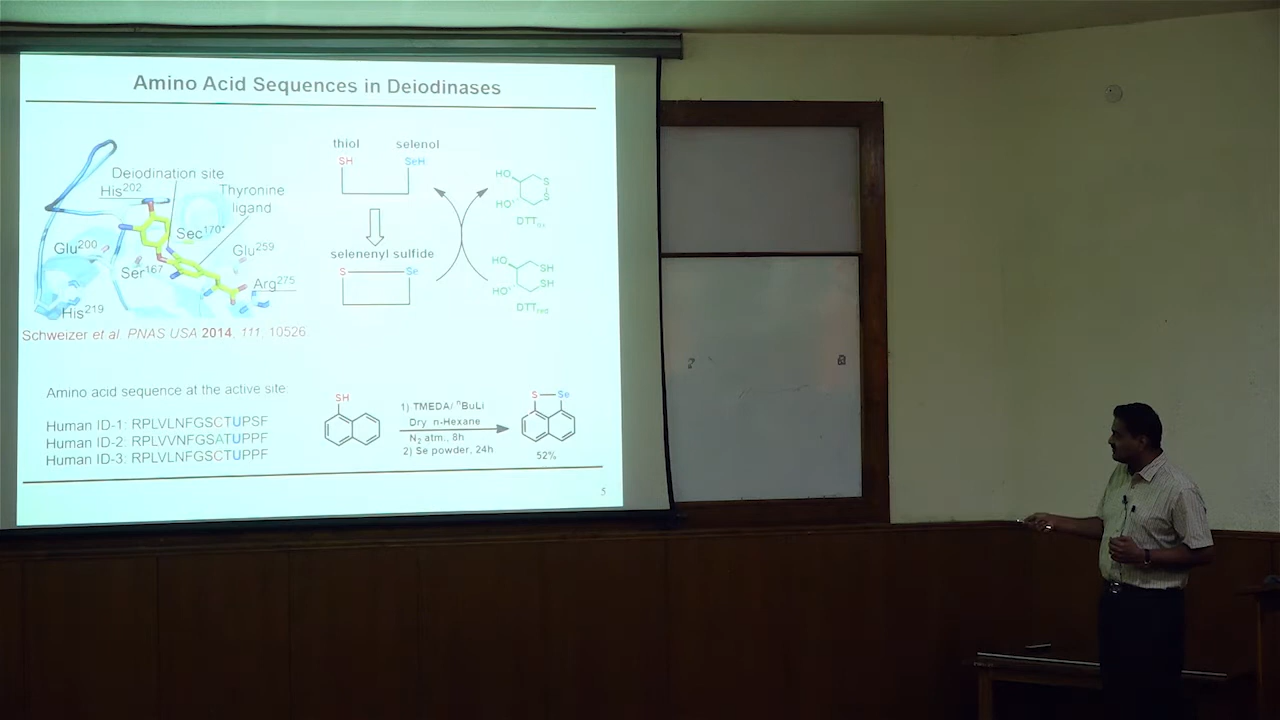 Amino Acid Sequences in Deiodinases
Deiodination site
His202
Thyronine
ligand
Sec170*
Glu200
Glu259
Ser167
Arg275
His219
Schweizer et al. PNAS USA 2014, 111, 10526
thiol
selenol
SH
SeH
selenenyl sulfide
S
Se
HO
S
S
HO
DTTox
HO
SH
SH
HO
DTTred
Amino acid sequence at the active site:
Human ID-1: RPLVLNFGSCTUPSF
Human ID-2: RPLVVNFGSATUPPF
Human ID-3: RPLVLNFGSCTUPPF
SH
1) TMEDA/ nBuLi
Dry n-Hexane
N2 atm., 8h
2) Se powder, 24h
S
Se
52%
5